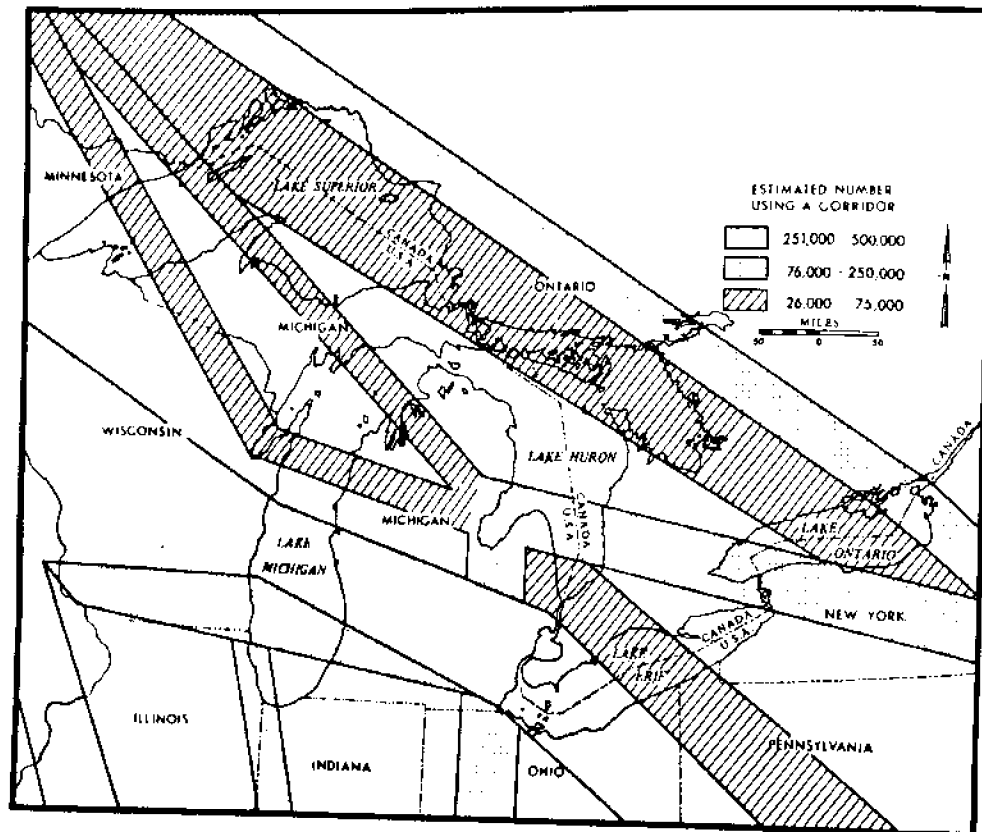 MINNESOTA
LAKE SUPERIOR
CANADA
U.S.A.
ONTARIO
ESTIMATED NUMBER
USING A CORRIDOR
251,000 500,000
76,000 - 250,000
26,000 75,000
MILES
50 0 50
N
MICHIGAN
WISCONSIN
LAKE HURON
CANADA
U.S.A.
CANADA
MICHIGAN
LAKE
ONTARIO
LAKE
MICHIGAN
NEW YORK
CANADA
U.S.A.
LAKE
ERIE
ILLINOIS
INDIANA
OHIO
PENNSYLVANIA